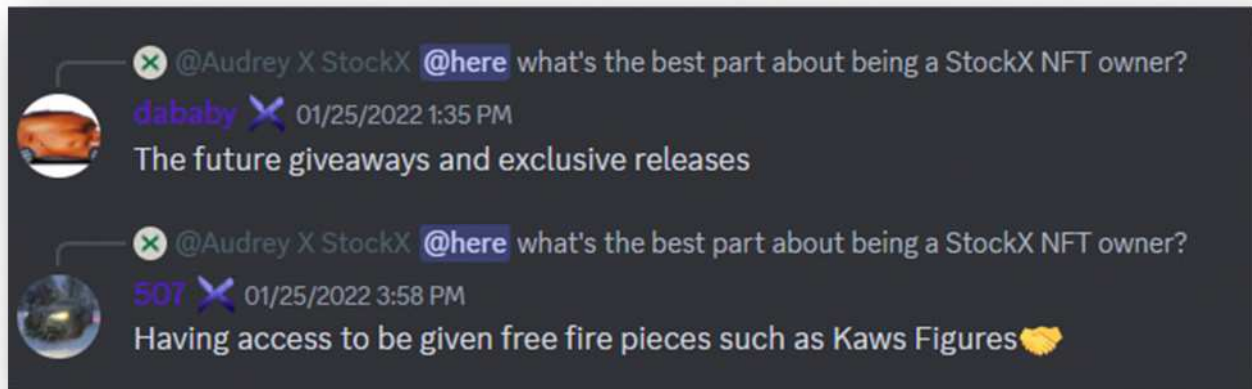 @Audrey X StockX @here what's the best part about being a StockX NFT owner?
dababy 01/25/2022 1:35 PM
The future giveaways and exclusive releases
@Audrey X StockX @here what's the best part about being a StockX NFT owner?
507 01/25/2022 3:58 PM
Having access to be given free fire pieces such as Kaws Figures🤝